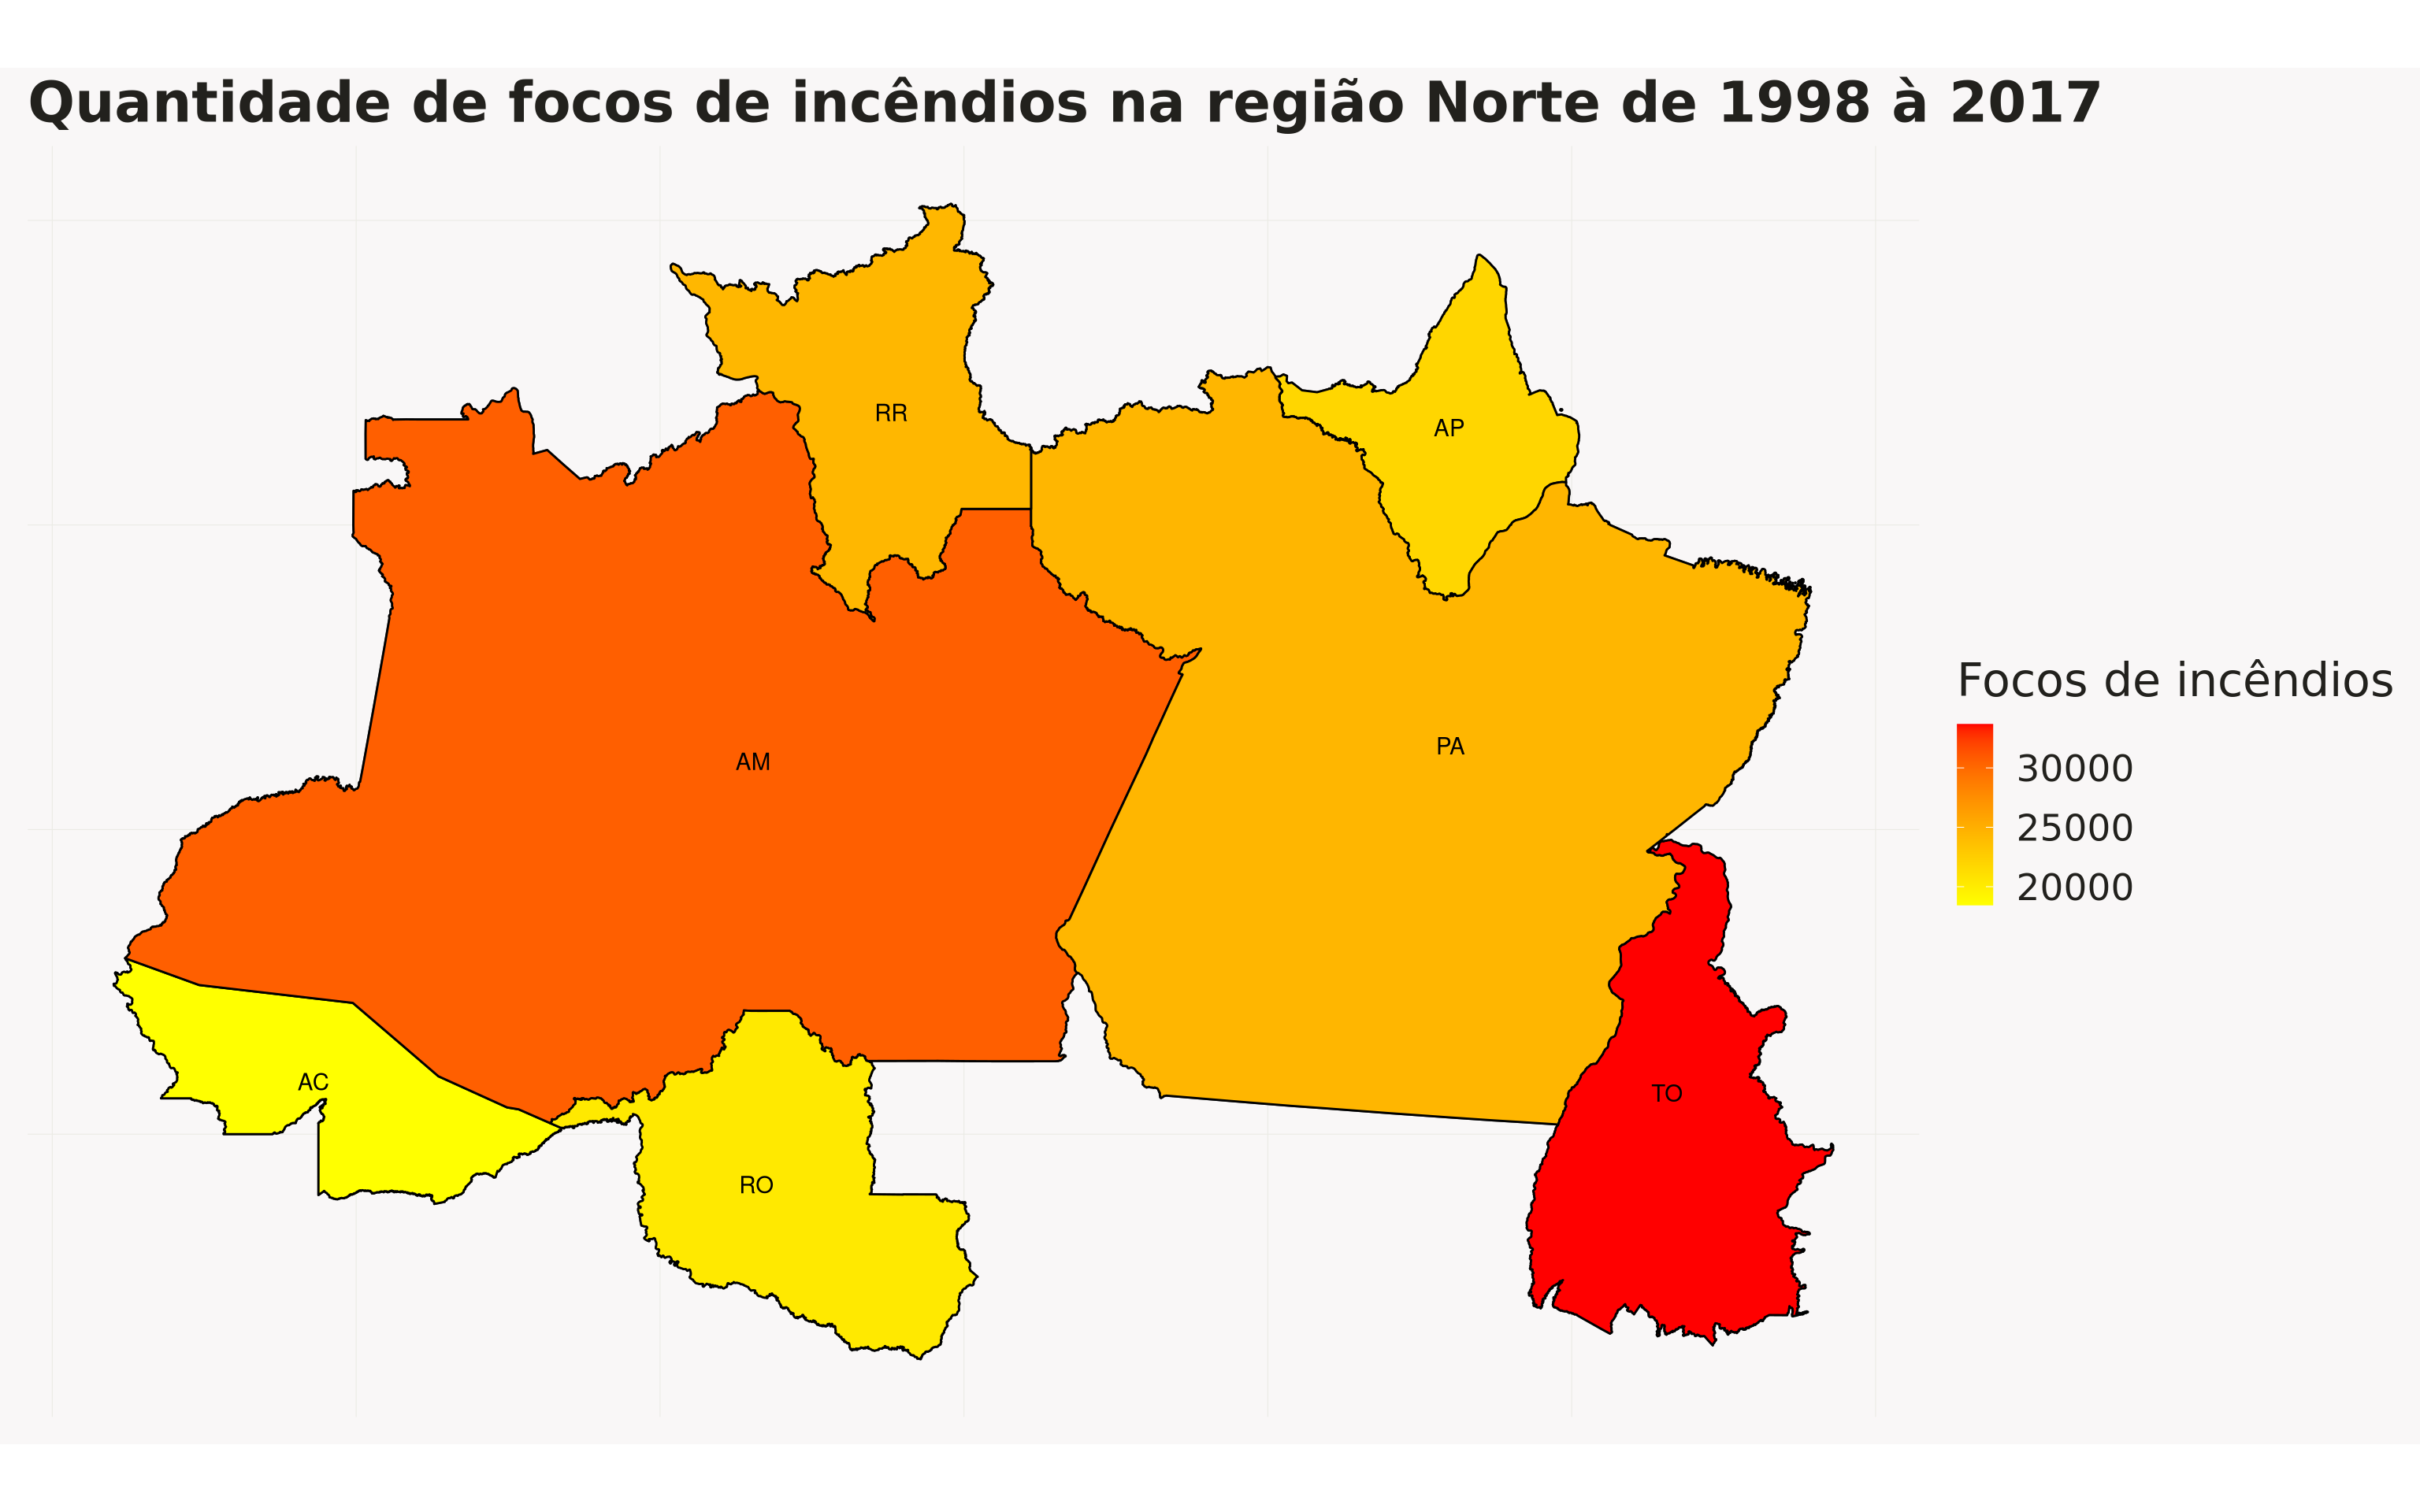 Quantidade de focos de incêndios na região Norte de 1998 à 2017
RR
AP
AM
PA
AC
TO
RO
Focos de incêndios
30000
25000
20000